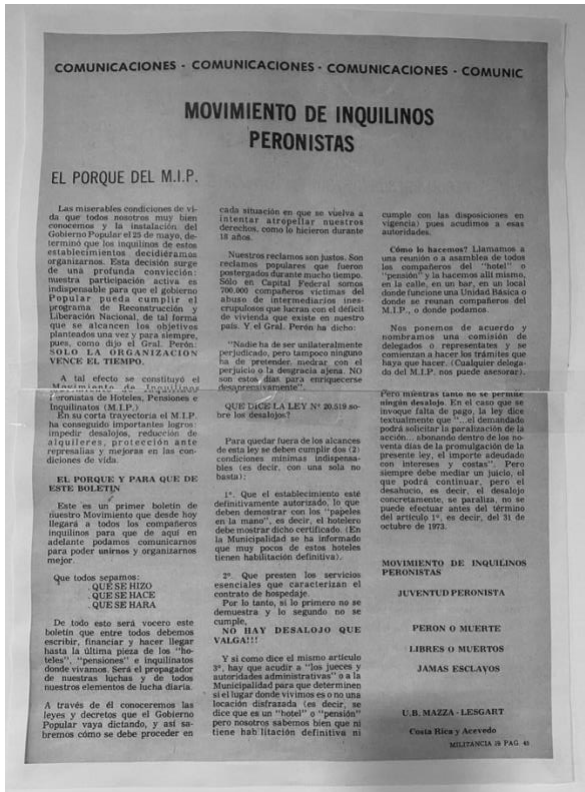 COMUNICACIONES - COMUNICACIONES - COMUNICACIONES - COMUNIC
MOVIMIENTO DE INQUILINOS
PERONISTAS
EL PORQUE DEL M.I.P.
Las miserables condiciones de vi-
da que todos nosotros muy bien
conocemos y la instalación del
Gobierno Popular el 25 de mayo, de-
terminó que los inquilinos de estos
establecimientos decidiéramos
organizarnos. Esta decisión surge
de una profunda convicción:
nuestra participación activa es
indispensable para que el gobierno
Popular pueda cumplir el
programa de Reconstrucción y
Liberación Nacional, de tal forma
que se alcancen los objetivos
planteados una vez y para siempre,
pues, como dijo el Gral. Perón:
SOLO LA ORGANIZACION
VENCE EL TIEMPO.
A tal efecto se constituyó el
Movimiento de Inquilinos
Peronistas de Hoteles, Pensiones e
Inquilinatos (M.I.P.)
En su corta trayectoria el M.I.P.
ha conseguido importantes logros:
impedir desalojos, reducción de
alquileres, protección ante
represalias y mejoras en las con-
diciones de vida.
EL PORQUE Y PARA QUE DE
ESTE BOLETIN
Este es un primer boletín de
nuestro Movimiento que desde hoy
llegará a todos los compañeros
inquilinos para que de aquí en
adelante podamos comunicarnos
para poder unirnos y organizarnos
mejor.
Que todos sepamos:
. QUE SE HIZO
. QUE SE HACE
. QUE SE HARA
De todo esto será vocero este
boletín que entre todos debemos
escribir, financiar y hacer llegar
hasta la última pieza de los "ho-
teles", "pensiones" e inquilinatos
donde vivamos. Será el propagador
de nuestras luchas y de todos
nuestros elementos de lucha diaria.
A través de él conoceremos las
leyes y decretos que el Gobierno
Popular vaya dictando, y así sa-
bremos cómo se debe proceder en
cada situación en que se vuelva a
intentar atropellar nuestros
derechos, como lo hicieron durante
18 años.
Nuestros reclamos son justos. Son
reclamos populares que fueron
postergados durante mucho tiempo.
Sólo en Capital Federal somos
700.000 compañeros víctimas del
abuso de intermediarios ines-
crupulosos que lucran con el déficit
de vivienda que existe en nuestro
país. Y el Gral. Perón ha dicho:
"Nadie ha de ser unilateralmente
perjudicado, pero tampoco ninguno
ha de pretender, medrar con el
perjuicio o la desgracia ajena. NO
son estos días para enriquecerse
desaprensivamente".
QUE DICE LA LEY N° 20.519 so-
bre los desalojos?
Para quedar fuera de los alcances
de esta ley se deben cumplir dos (2)
condiciones mínimas indispensa-
bles (es decir, con una sola no
basta):
1°. Que el establecimiento esté
definitivamente autorizado, lo que
deben demostrar con los "papeles
en la mano", es decir, el hotelero
debe mostrar dicho certificado. (En
la Municipalidad se ha informado
que muy pocos de estos hoteles
tienen habilitación definitiva).
2°. Que presten los servicios
esenciales que caracterizan el
contrato de hospedaje.
Por lo tanto, si lo primero no se
demuestra y lo segundo no se
cumple,
NO HAY DESALOJO QUE
VALGA!!!
Y si como dice el mismo artículo
3°, hay que acudir a "los jueces y
autoridades administrativas" o a la
Municipalidad para que determinen
si el lugar donde vivimos es o no una
locación disfrazada (es decir, se
dice que es un "hotel" o "pensión"
pero nosotros sabemos bien que ni
tiene habilitación definitiva ni
cumple con las disposiciones en
vigencia) pues acudimos a esas
autoridades.
Cómo lo hacemos? Llamamos a
una reunión o a asamblea de todos
los compañeros del "hotel" o
"pensión" y la hacemos allí mismo,
en la calle, en un bar, en un local
donde funcione una Unidad Básica o
donde se reunan compañeros del
M.I.P., o donde podamos.
Nos ponemos de acuerdo y
nombramos una comisión de
delegados o representates y se
comienzan a hacer los trámites que
haya que hacer. (Cualquier delega-
do del M.I.P. nos puede asesorar).
Pero mientras tanto no se permite
ningún desalojo. En el caso que se
invoque falta de pago, la ley dice
textualmente que "...el demandado
podrá solicitar la paralización de la
acción... abonando dentro de los no-
venta días de la promulgación de la
presente ley, el importe adeudado
con intereses y costas". Pero
siempre debe mediar un juicio, el
que podrá continuar, pero el
desahucio, es decir, el desalojo
concretamente, se paraliza, no se
puede efectuar antes del término
del artículo 1°, es decir, del 31 de
octubre de 1973.
MOVIMIENTO DE INQUILINOS
PERONISTAS
JUVENTUD PERONISTA
PERON O MUERTE
LIBRES O MUERTOS
JAMAS ESCLAVOS
U.B. MAZZA - LESGART
Costa Rica y Acevedo
MILITANCIA 19 PAG 45